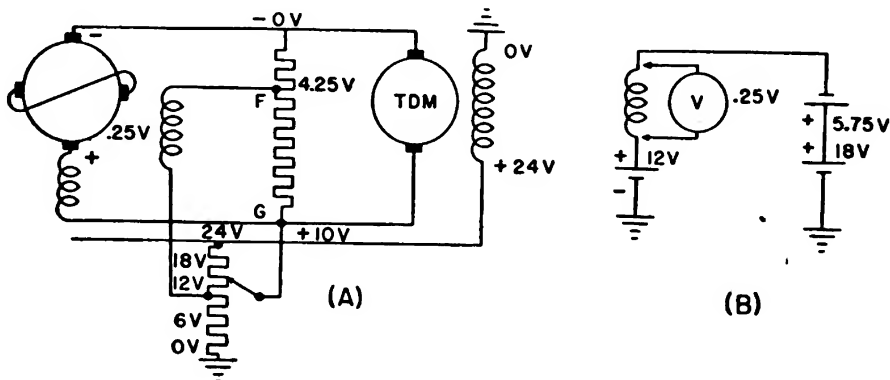 -0V
-
4.25V
F
.25V
+
TDM
0V
+24V
G
24V
+10V
18V
12V
6V
0V
(A)
V
.25V
+
12V
-
+
5.75V
+
18V
(B)